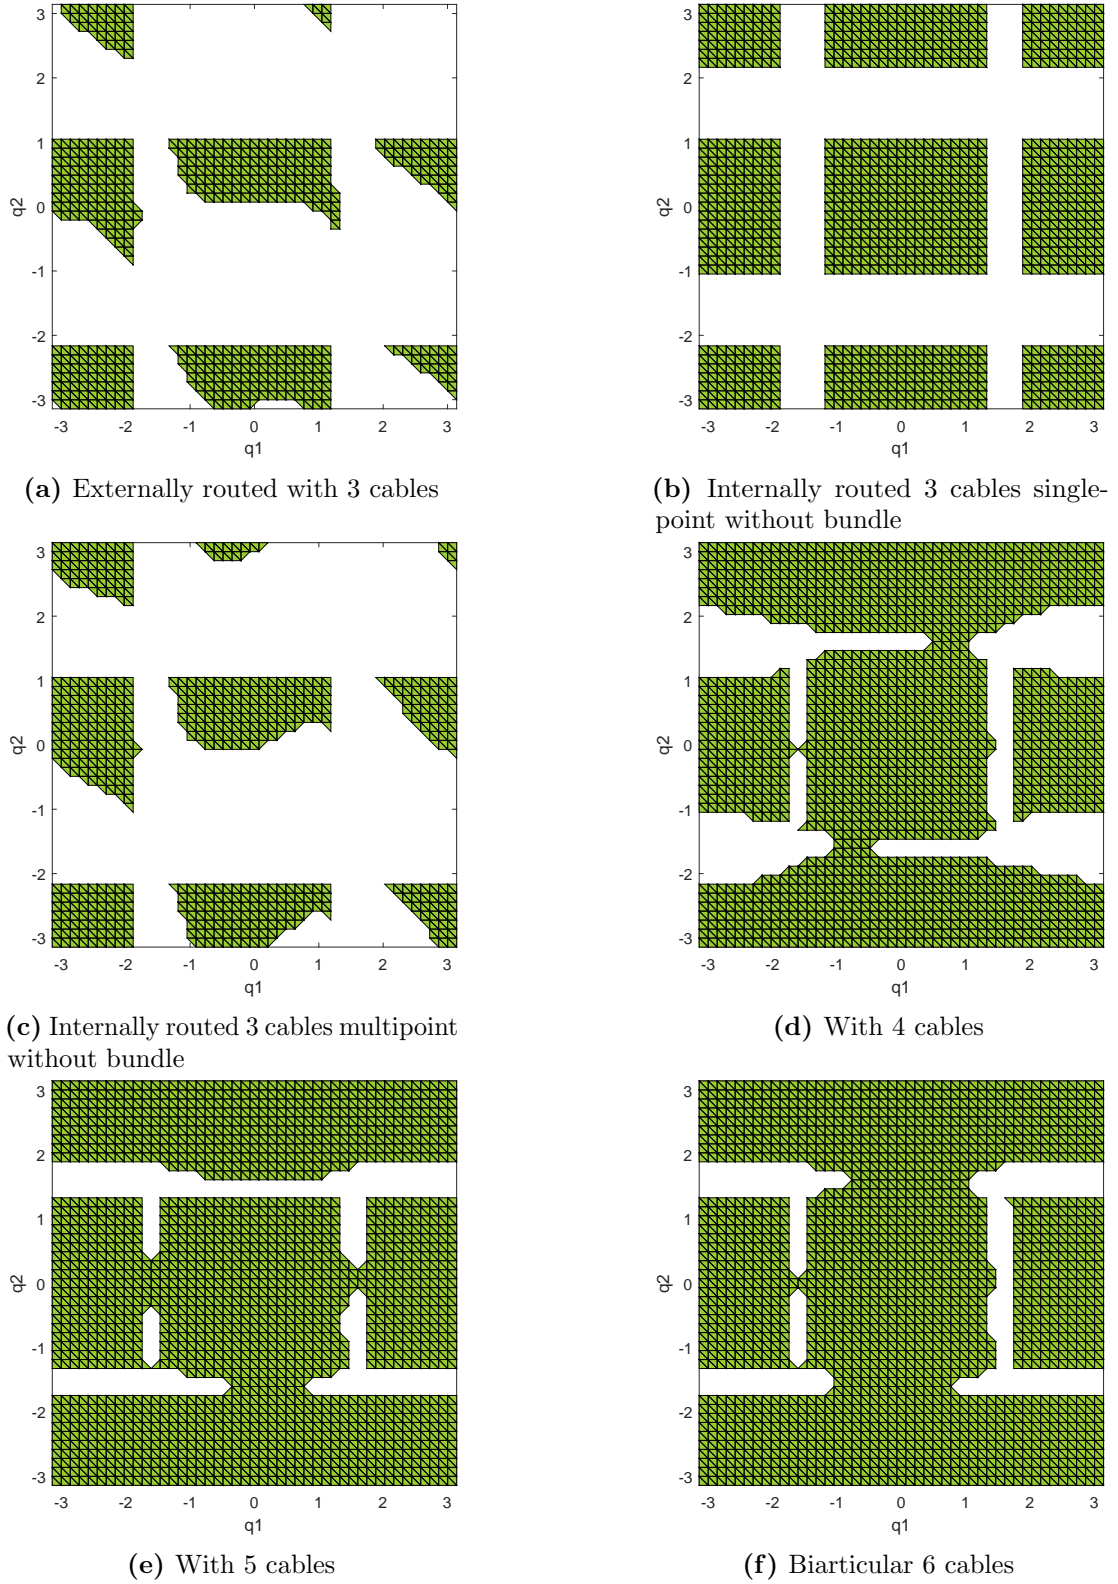 3
2
1
0
-1
-2
-3
q2
-3 -2 -1 0 1 2 3
q1
(a) Externally routed with 3 cables
3
2
1
0
-1
-2
-3
q2
-3 -2 -1 0 1 2 3
q1
(b) Internally routed 3 cables single-
point without bundle
3
2
1
0
-1
-2
-3
q2
-3 -2 -1 0 1 2 3
q1
(c) Internally routed 3 cables multipoint
without bundle
3
2
1
0
-1
-2
-3
q2
-3 -2 -1 0 1 2 3
q1
(d) With 4 cables
3
2
1
0
-1
-2
-3
q2
-3 -2 -1 0 1 2 3
q1
(e) With 5 cables
3
2
1
0
-1
-2
-3
q2
-3 -2 -1 0 1 2 3
q1
(f) Biarticular 6 cables